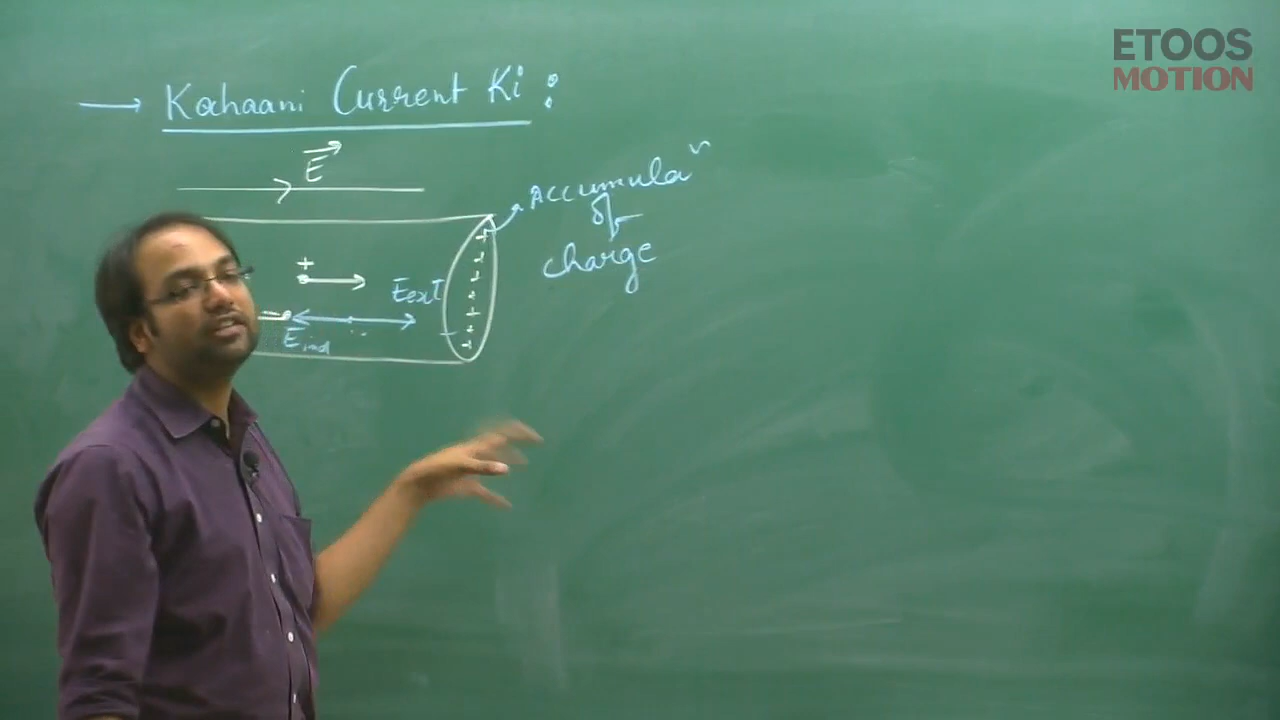 ETOOS
MOTION
→ Kahaani Current Ki :
E
Accumulaⁿ
of
charge
+
+
+
+
+
+
+
+
Eext
Eind